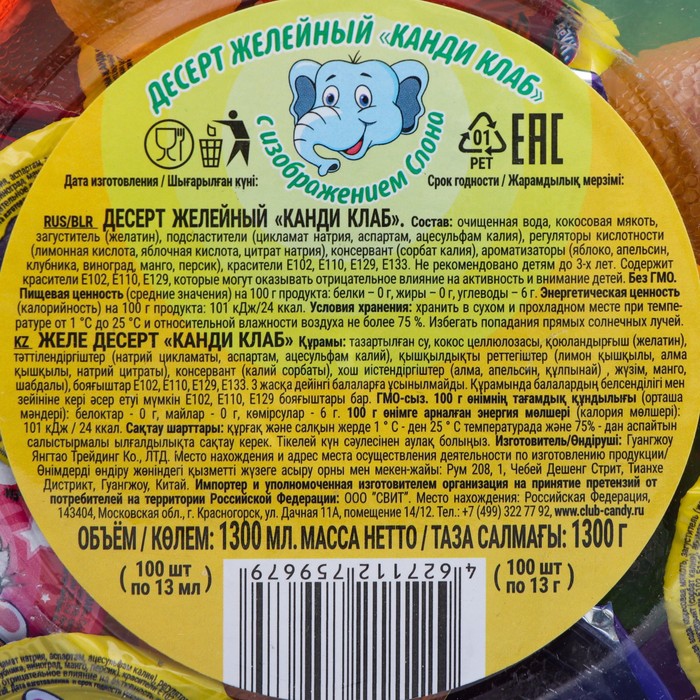 ДЕСЕРТ ЖЕЛЕЙНЫЙ «КАНДИ КЛАБ»
с изображением Слона
01
PET
EAC
Дата изготовления / Шығарылған күні:
Срок годности / Жарамдылық мерзімі:
RUS/BLR ДЕСЕРТ ЖЕЛЕЙНЫЙ «КАНДИ КЛАБ». Состав: очищенная вода, кокосовая мякоть,
загуститель (желатин), подсластители (цикламат натрия, аспартам, ацесульфам калия), регуляторы кислотности
(лимонная кислота, яблочная кислота, цитрат натрия), консервант (сорбат калия), ароматизаторы (яблоко, апельсин,
клубника, виноград, манго, персик), красители Е102, Е110, Е129, Е133. Не рекомендовано детям до 3-х лет. Содержит
красители Е102, Е110, Е129, которые могут оказывать отрицательное влияние на активность и внимание детей. Без ГМО.
Пищевая ценность (средние значения) на 100 г продукта: белки – 0 г, жиры – 0 г, углеводы – 6 г. Энергетическая ценность
(калорийность) на 100 г продукта: 101 кДж/24 ккал. Условия хранения: хранить в сухом и прохладном месте при темпе-
ратуре от 1 °С до 25 °С и относительной влажности воздуха не более 75 %. Избегать попадания прямых солнечных лучей.
KZ ЖЕЛЕ ДЕСЕРТ «КАНДИ КЛАБ» Құрамы: тазартылған су, кокос целлюлозасы, қоюландырғыш (желатин),
тәттілендіргіштер (натрий цикламаты, аспартам, ацесульфам калий), қышқылдықты реттегіштер (лимон қышқылы, алма
қышқылы, натрий цитраты), консервант (калий сорбаты), хош иістендіргіштер (алма, апельсин, құлпынай) , жүзім, манго,
шабдалы), бояғыштар Е102, Е110, Е129, Е133. 3 жасқа дейінгі балаларға ұсынылмайды. Құрамында балалардың белсенділігі мен
зейініне кері әсер етуі мүмкін Е102, Е110, Е129 бояғыштары бар. ГМО-сыз. 100 г өнімнің тағамдық құндылығы (орташа
мәндері): белоктар - 0 г, майлар - 0 г, көмірсулар - 6 г. 100 г өнімге арналған энергия мөлшері (калория мөлшері):
101 кДж / 24 ккал. Сақтау шарттары: құрғақ және салқын жерде 1 ° С - ден 25 ° С температурада және 75% - дан аспайтын
салыстырмалы ылғалдылықта сақтау керек. Тікелей күн сәулесінен аулақ болыңыз. Изготовитель/Өндіруші: Гуангжоу
Янгтао Трейдинг Ко., ЛТД. Место нахождения и адрес места осуществления деятельности по изготовлению продукции/
Өнімдерді өндіру жөніндегі қызметті жүзеге асыру орны мен мекен-жайы: Рум 208, 1, Чебей Дешенг Стрит, Тианхе
Дистрикт, Гуангжоу, Китай. Импортер и уполномоченная изготовителем организация на принятие претензий от
потребителей на территории Российской Федерации: ООО "СВИТ". Место нахождения: Российская Федерация,
143404, Московская обл., г. Красногорск, ул. Дачная 11А, помещение 14/12. Тел.: +7 (499) 322 77 92, www.club-candy.ru
ОБЪЁМ / КӨЛЕМ: 1300 МЛ. МАССА НЕТТО / ТАЗА САЛМАҒЫ: 1300 Г
(100 шт по 13 мл)
(100 шт по 13 г)
4 627112 759679